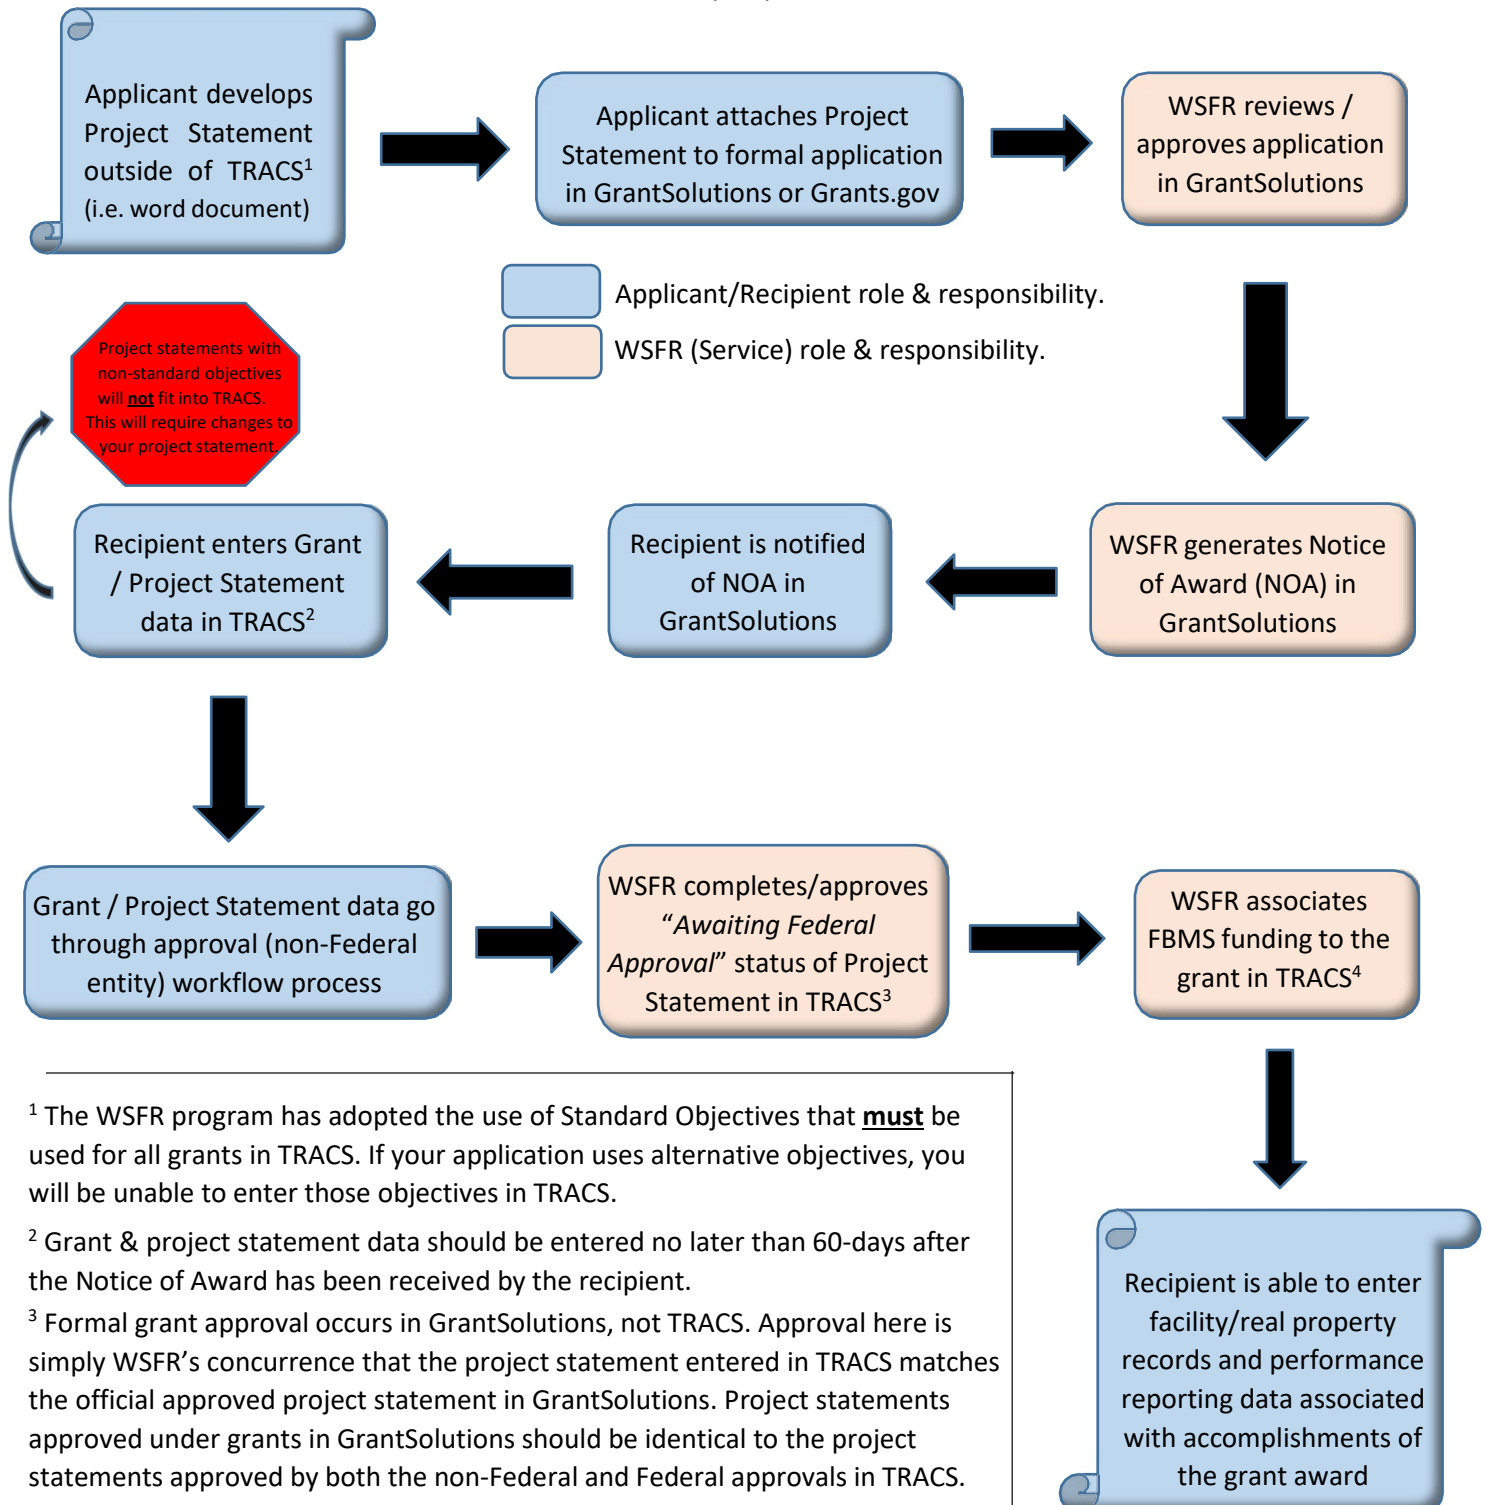 Applicant develops
Project Statement
outside of TRACS¹
(i.e. word document)
Applicant attaches Project
Statement to formal application
in GrantSolutions or Grants.gov
WSFR reviews /
approves application
in GrantSolutions
Applicant/Recipient role & responsibility.
WSFR (Service) role & responsibility.
Project statements with
non-standard objectives
will not fit into TRACS.
This will require changes to
your project statement.
Recipient enters Grant
/ Project Statement
data in TRACS²
Recipient is notified
of NOA in
GrantSolutions
WSFR generates Notice
of Award (NOA) in
GrantSolutions
Grant / Project Statement data go
through approval (non-Federal
entity) workflow process
WSFR completes/approves
“Awaiting Federal
Approval” status of Project
Statement in TRACS³
WSFR associates
FBMS funding to the
grant in TRACS⁴
¹ The WSFR program has adopted the use of Standard Objectives that must be
used for all grants in TRACS. If your application uses alternative objectives, you
will be unable to enter those objectives in TRACS.
² Grant & project statement data should be entered no later than 60-days after
the Notice of Award has been received by the recipient.
³ Formal grant approval occurs in GrantSolutions, not TRACS. Approval here is
simply WSFR’s concurrence that the project statement entered in TRACS matches
the official approved project statement in GrantSolutions. Project statements
approved under grants in GrantSolutions should be identical to the project
statements approved by both the non-Federal and Federal approvals in TRACS.
Recipient is able to enter
facility/real property
records and performance
reporting data associated
with accomplishments of
the grant award